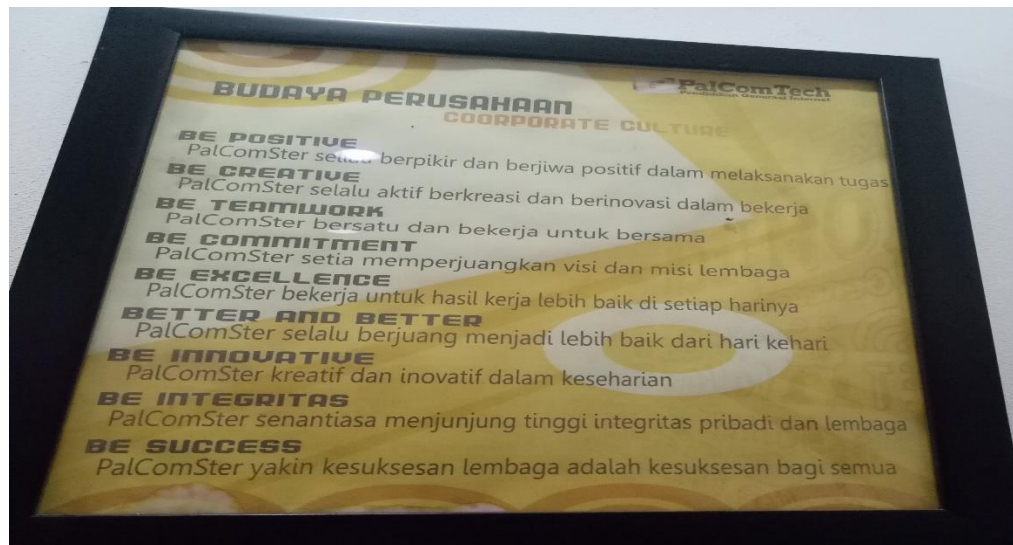 PalComTech
BUDAYA PERUSAHAAN
COORPORATE CULTURE
BE POSITIVE
PalComSter selalu berpikir dan berjiwa positif dalam melaksanakan tugas
BE CREATIVE
PalComSter selalu aktif berkreasi dan berinovasi dalam bekerja
BE TEAMWORK
PalComSter bersatu dan bekerja untuk bersama
BE COMMITMENT
PalComSter setia memperjuangkan visi dan misi lembaga
BE EXCELLENCE
PalComSter bekerja untuk hasil kerja lebih baik di setiap harinya
BETTER AND BETTER
PalComSter selalu berjuang menjadi lebih baik dari hari kehari
BE INNOVATIVE
PalComSter kreatif dan inovatif dalam keseharian
BE INTEGRITAS
PalComSter senantiasa menjunjung tinggi integritas pribadi dan lembaga
BE SUCCESS
PalComSter yakin kesuksesan lembaga adalah kesuksesan bagi semua